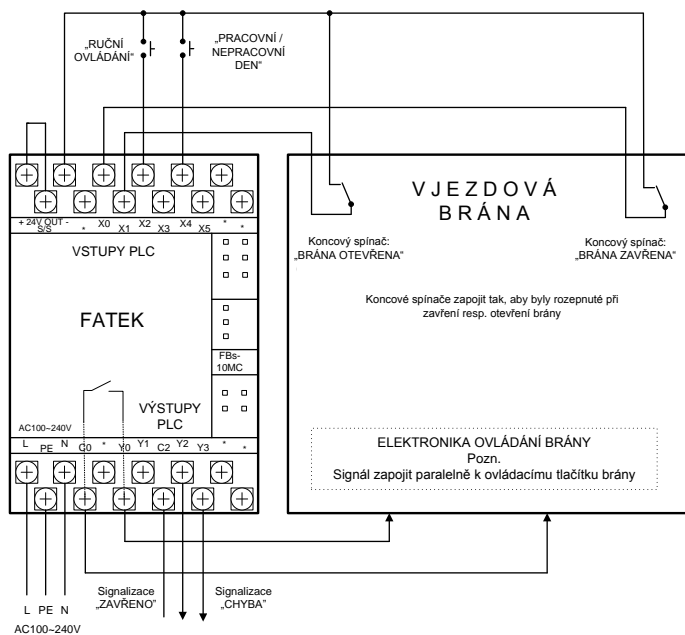 „RUČNÍ
OVLÁDÁNÍ“
„PRACOVNÍ /
NEPRACOVNÍ
DEN“
+ 24V OUT -
S/S * X0 X1 X2 X3 X4 X5 * *
VSTUPY PLC
FATEK
FBs-
10MC
VÝSTUPY
PLC
AC100~240V
L PE N C0 * Y0 Y1 C2 Y2 Y3 * *
L PE N
AC100~240V
Signalizace
„ZAVŘENO“
Signalizace
„CHYBA“
VJEZDOVÁ
BRÁNA
Koncový spínač:
„BRÁNA OTEVŘENA“
Koncový spínač:
„BRÁNA ZAVŘENA“
Koncové spínače zapojit tak, aby byly rozepnuté při
zavření resp. otevření brány
ELEKTRONIKA OVLÁDÁNÍ BRÁNY
Pozn.
Signál zapojit paralelně k ovládacímu tlačítku brány